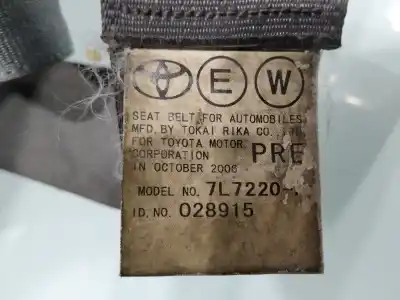 E W
SEAT BELT FOR AUTOMOBILES
MFD. BY TOKAI RIKA CO., LTD.
FOR TOYOTA MOTOR
CORPORATION PRE
IN OCTOBER 2006
MODEL NO. 7L7220-
ID. NO. 028915